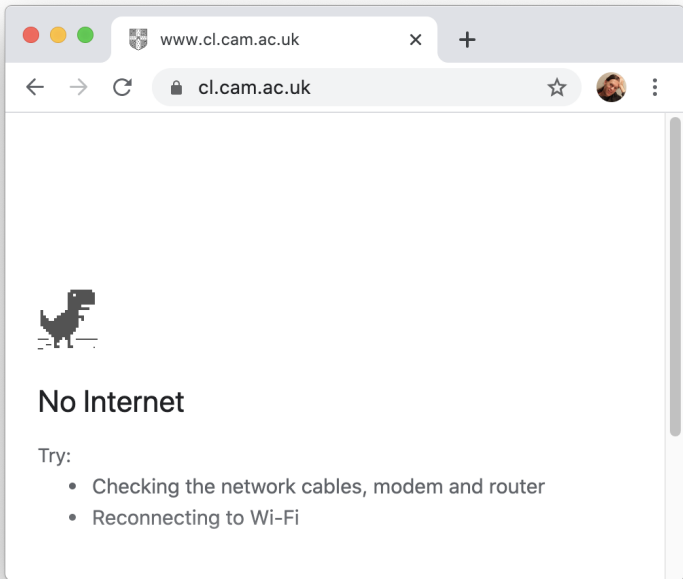 www.cl.cam.ac.uk
cl.cam.ac.uk
No Internet
Try:
• Checking the network cables, modem and router
• Reconnecting to Wi-Fi